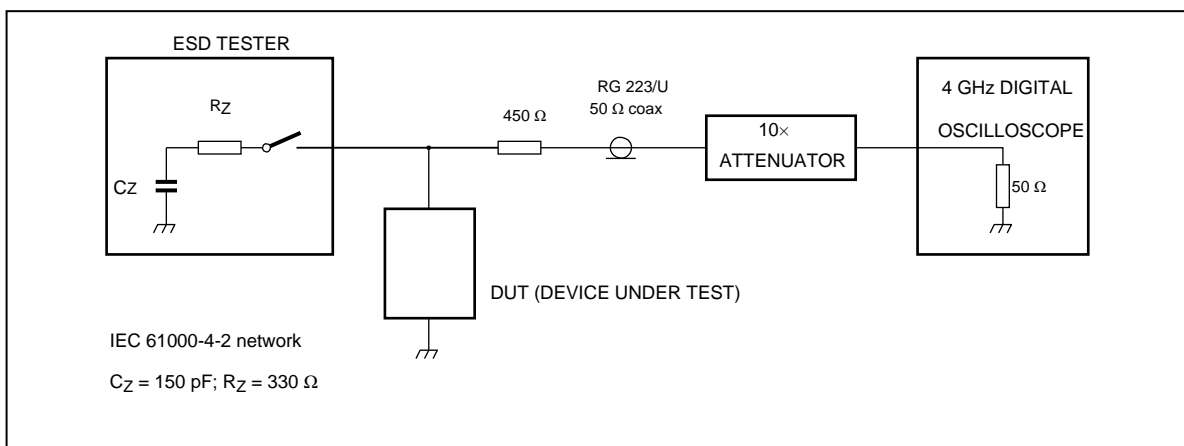 ESD TESTER
RZ
CZ
450 Ω
RG 223/U
50 Ω coax
10×
ATTENUATOR
4 GHz DIGITAL
OSCILLOSCOPE
50 Ω
DUT (DEVICE UNDER TEST)
IEC 61000-4-2 network
CZ = 150 pF; RZ = 330 Ω